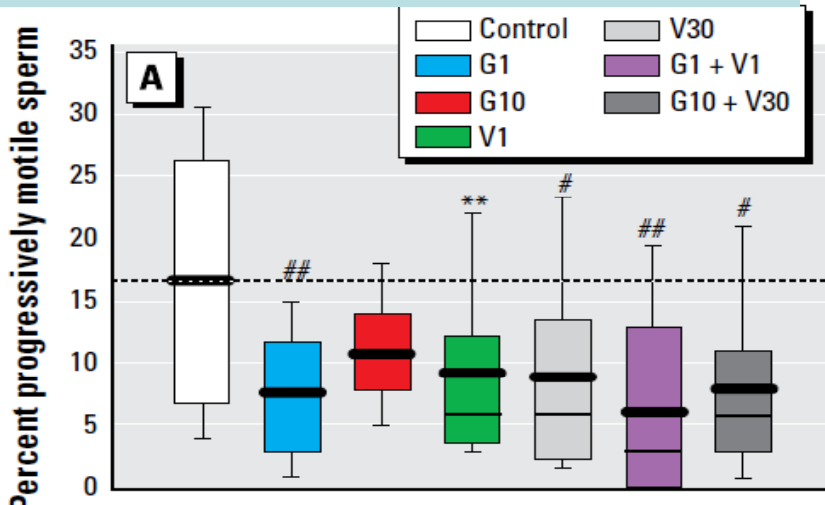 Control
V30
G1
G1 + V1
G10
G10 + V30
V1
A
Percent progressively motile sperm
35
30
25
20
15
10
5
0
##
**
#
##
#